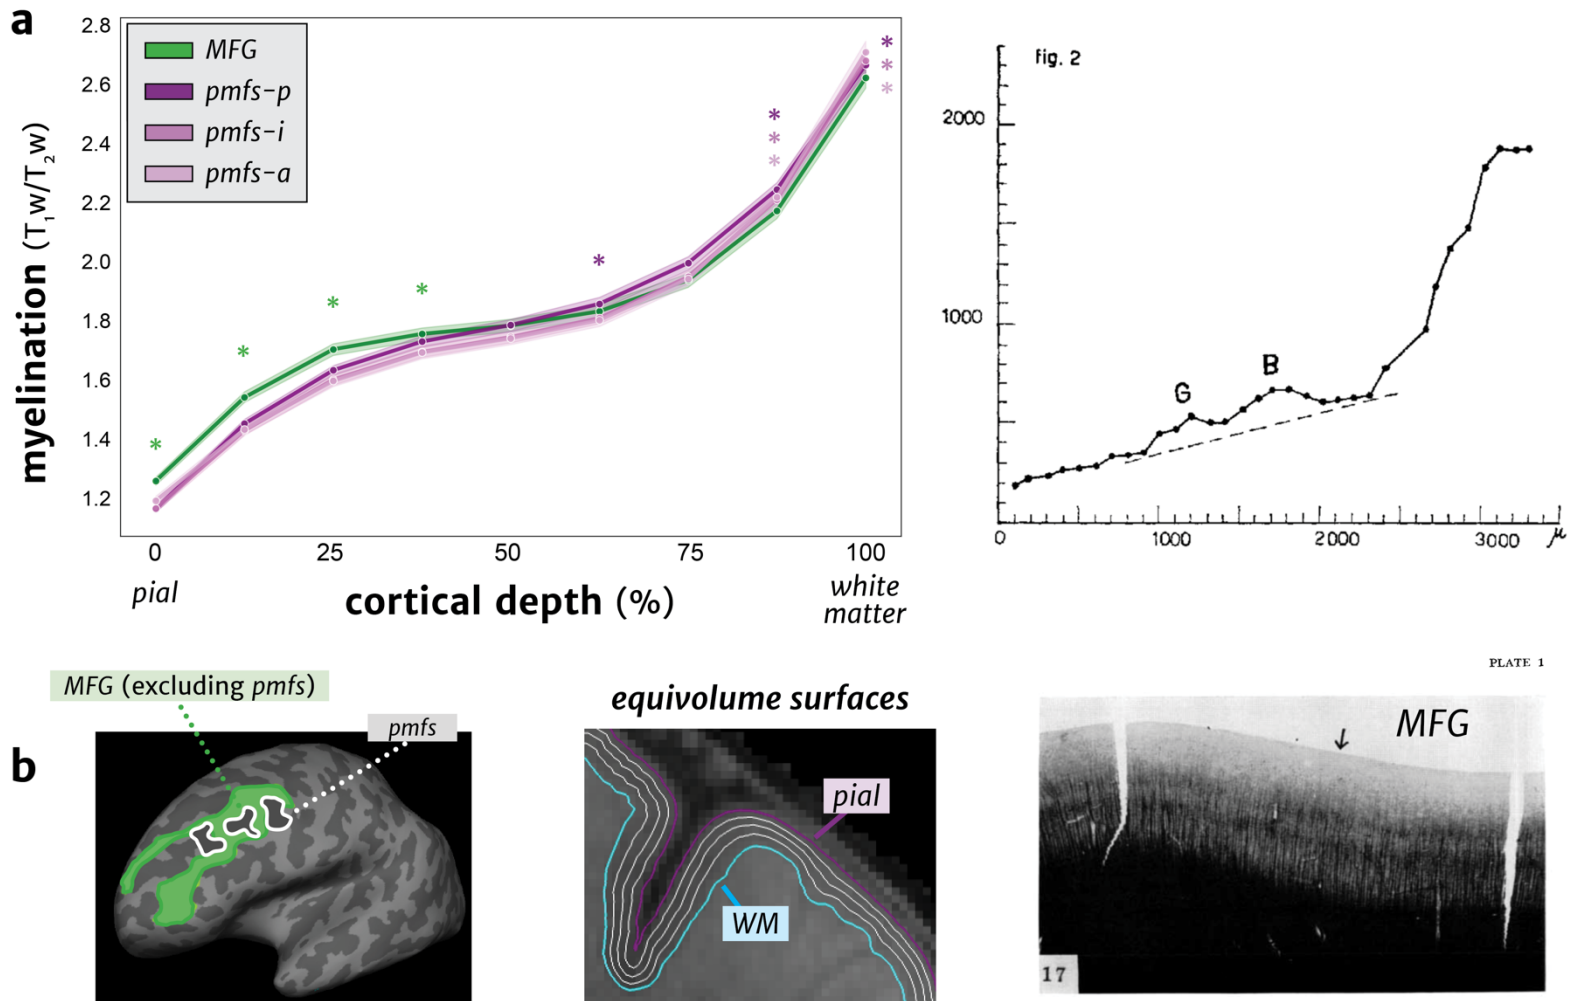 a
2.8
2.6
2.4
2.2
2.0
1.8
1.6
1.4
1.2
myelination (T₁w/T₂w)
MFG
pmfs-p
pmfs-i
pmfs-a
*
*
*
*
*
*
*
*
*
*
*
0 25 50 75 100
pial
white
matter
cortical depth (%)
fig. 2
2000
1000
G
B
0 1000 2000 3000 μ
b
MFG (excluding pmfs)
pmfs
equivolume surfaces
pial
WM
PLATE 1
MFG
17